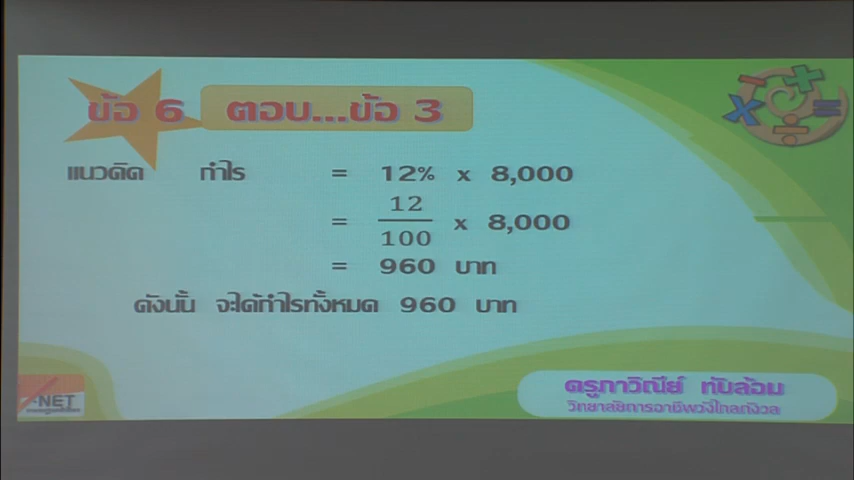 ข้อ 6 ตอบ...ข้อ 3
แนวคิด กำไร = 12% x 8,000
= 12/100 x 8,000
= 960 บาท
ดังนั้น จะได้กำไรทั้งหมด 960 บาท
-NET
ครูภาวิณีย์ ทับล้อม
วิทยาลัยการอาชีพวังไกลกังวล